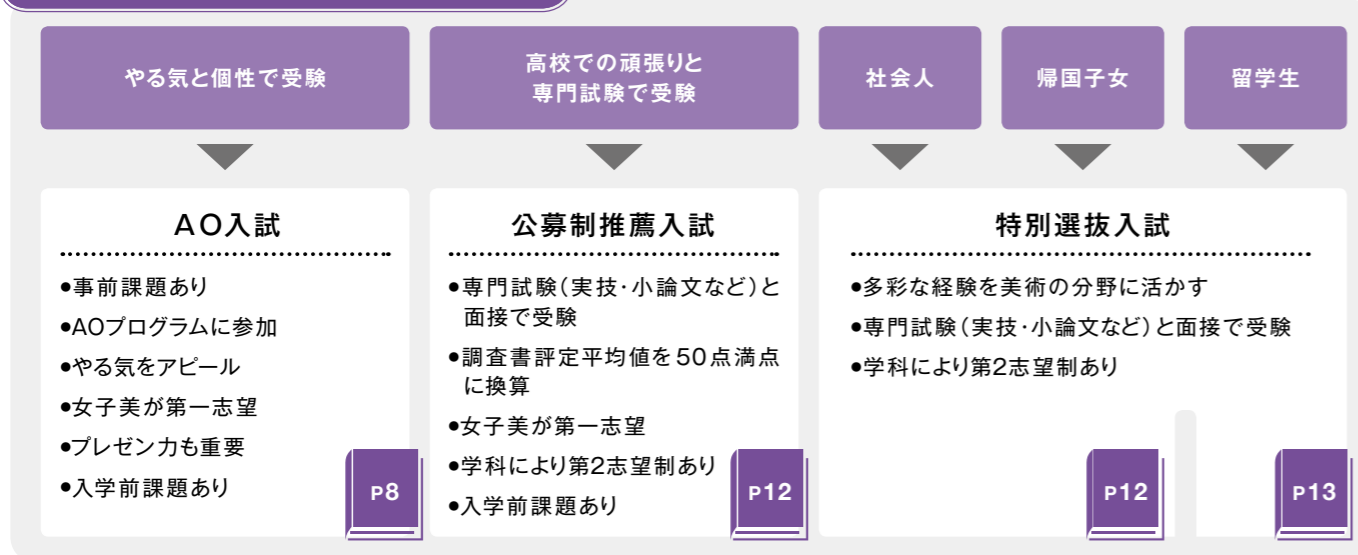 やる気と個性で受験
高校での頑張りと
専門試験で受験
社会人
帰国子女
留学生
AO入試
●事前課題あり
●AOプログラムに参加
●やる気をアピール
●女子美が第一志望
●プレゼン力も重要
●入学前課題あり
P8
公募制推薦入試
●専門試験(実技・小論文など)と
面接で受験
●調査書評定平均値を50点満点
に換算
●女子美が第一志望
●学科により第2志望制あり
●入学前課題あり
P12
特別選抜入試
●多彩な経験を美術の分野に活かす
●専門試験(実技・小論文など)と面接で受験
●学科により第2志望制あり
P12
P13